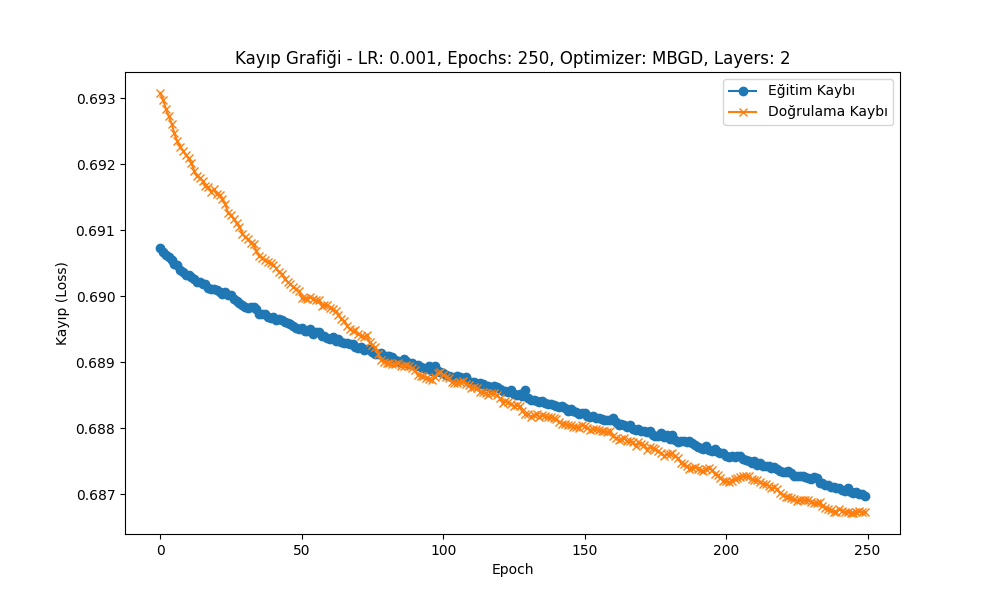 Kayıp Grafiği - LR: 0.001, Epochs: 250, Optimizer: MBGD, Layers: 2
Eğitim Kaybı
Doğrulama Kaybı
0.693
0.692
0.691
0.690
0.689
0.688
0.687
Kayıp (Loss)
0 50 100 150 200 250
Epoch